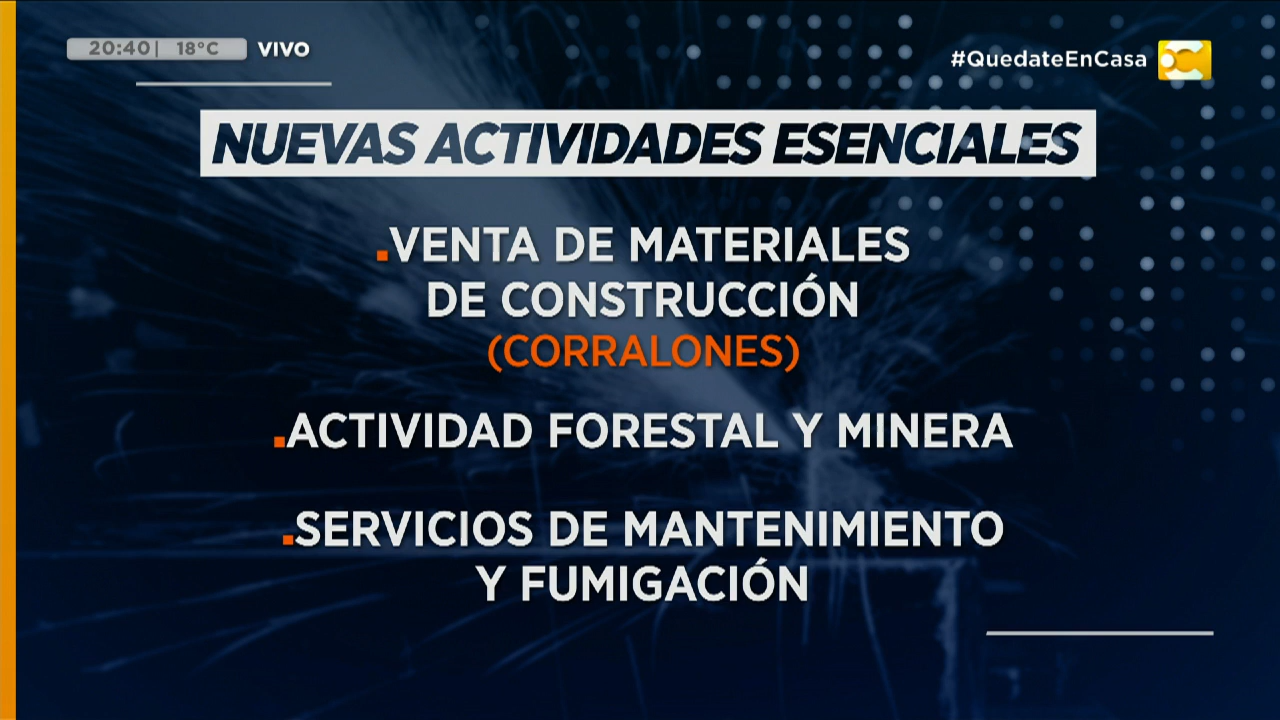 20:40| 18°C VIVO
#QuedateEnCasa
NUEVAS ACTIVIDADES ESENCIALES
.VENTA DE MATERIALES
DE CONSTRUCCIÓN
(CORRALONES)
.ACTIVIDAD FORESTAL Y MINERA
.SERVICIOS DE MANTENIMIENTO
Y FUMIGACIÓN